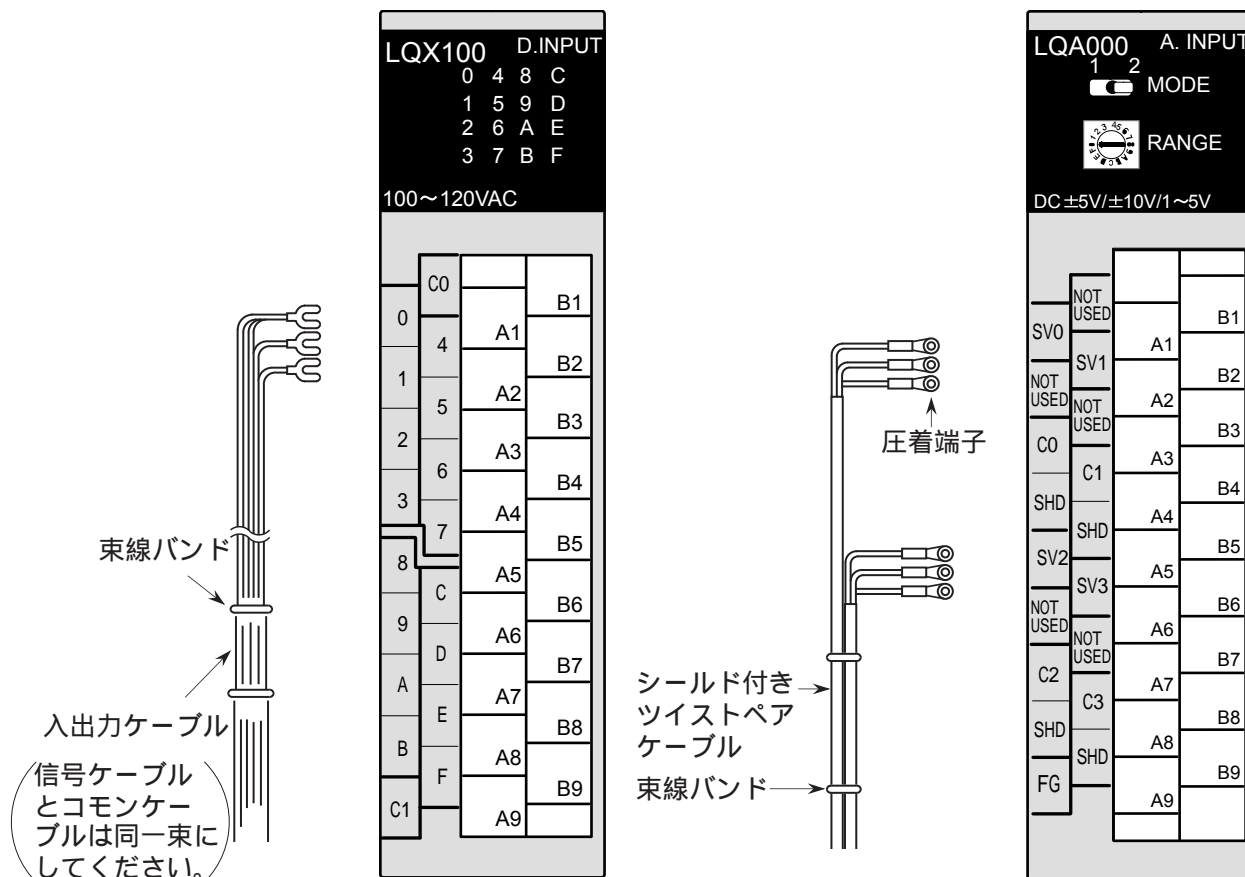 LQX100 D.INPUT
0 4 8 C
1 5 9 D
2 6 A E
3 7 B F
100~120VAC
C0
0
4
1
5
2
6
3
7
8
C
9
D
A
E
B
F
C1
A1
A2
A3
A4
A5
A6
A7
A8
A9
B1
B2
B3
B4
B5
B6
B7
B8
B9
束線バンド
入出力ケーブル
(信号ケーブル
とコモンケー
ブルは同一束に
してください。)
圧着端子
シールド付き
ツイストペア
ケーブル
束線バンド
LQA000 A. INPUT
1 2
MODE
RANGE
DC ±5V/±10V/1~5V
SV0
NOT
USED
C0
SHD
SV2
NOT
USED
C2
SHD
FG
NOT
USED
SV1
NOT
USED
C1
SHD
SV3
NOT
USED
C3
SHD
A1
A2
A3
A4
A5
A6
A7
A8
A9
B1
B2
B3
B4
B5
B6
B7
B8
B9